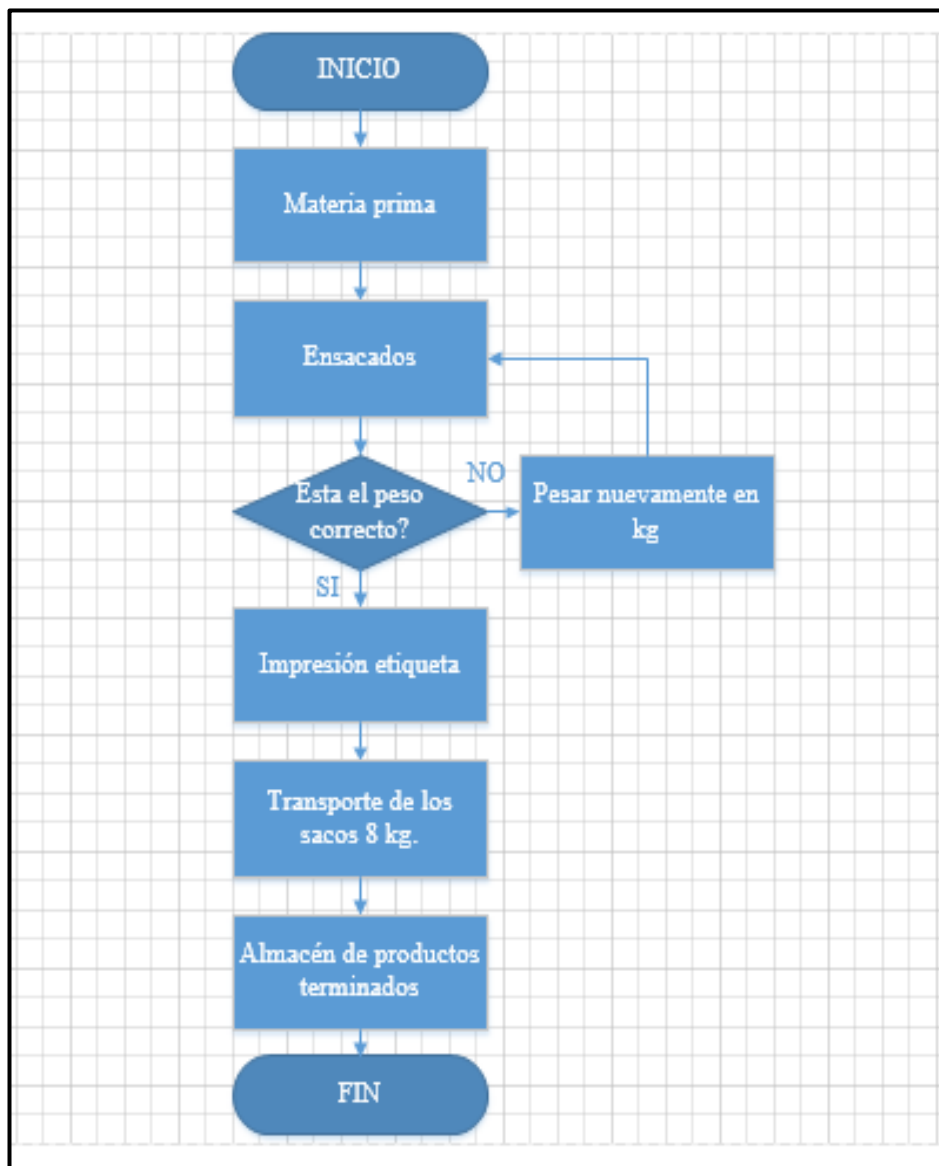 INICIO
Materia prima
Ensacados
Esta el peso
correcto?
NO
Pesar nuevamente en
kg
SI
Impresión etiqueta
Transporte de los
sacos 8 kg.
Almacén de productos
terminados
FIN